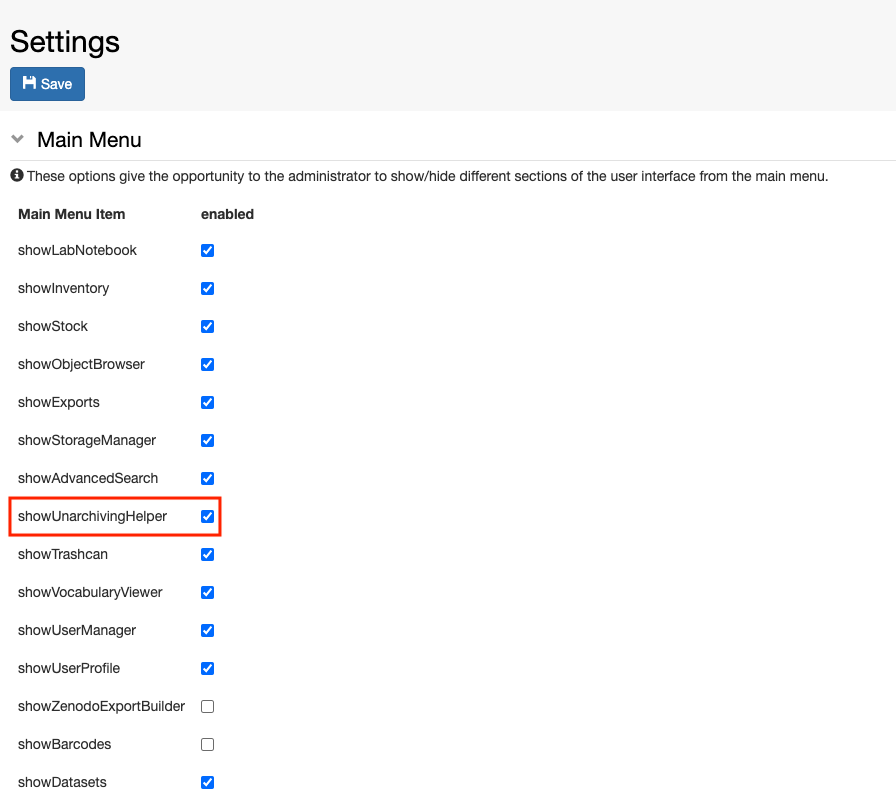 Settings
Save
Main Menu
These options give the opportunity to the administrator to show/hide different sections of the user interface from the main menu.
Main Menu Item enabled
showLabNotebook
showInventory
showStock
showObjectBrowser
showExports
showStorageManager
showAdvancedSearch
showUnarchivingHelper
showTrashcan
showVocabularyViewer
showUserManager
showUserProfile
showZenodoExportBuilder
showBarcodes
showDatasets